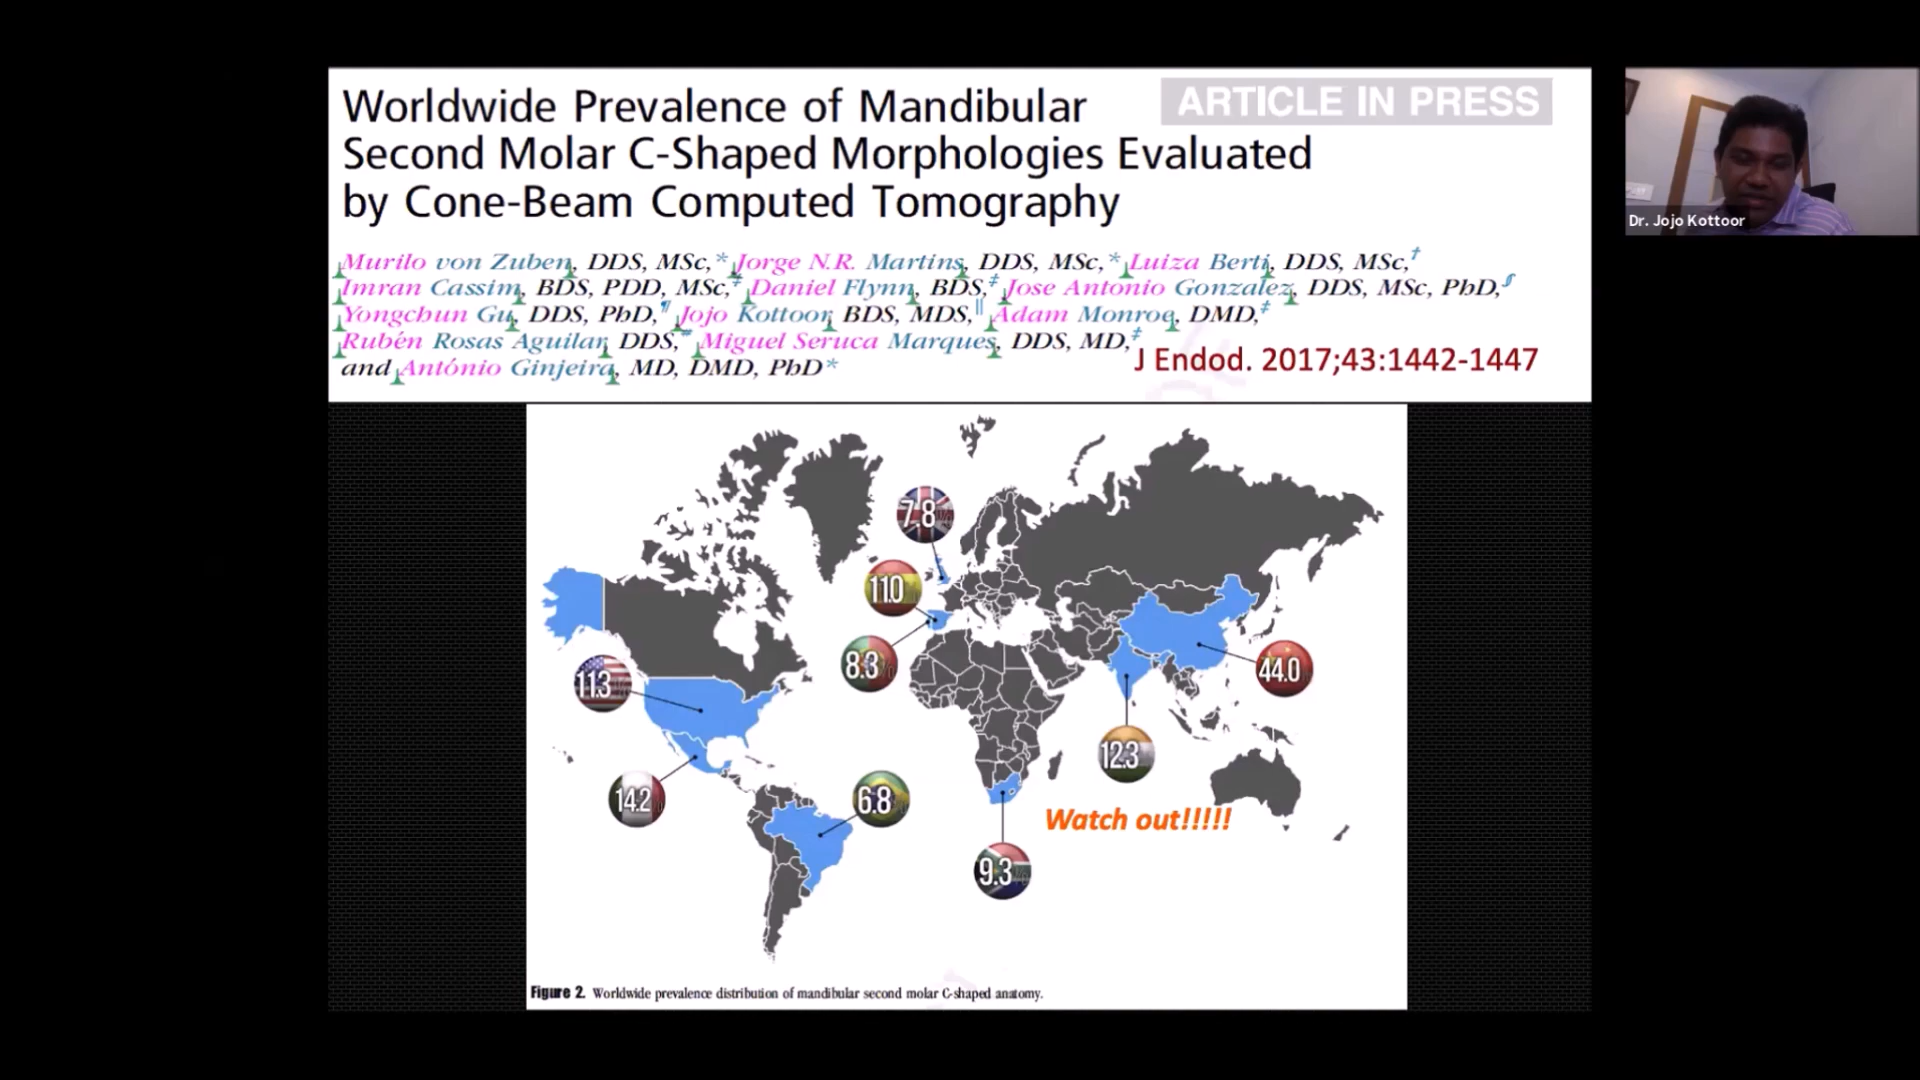 Worldwide Prevalence of Mandibular
ARTICLE IN PRESS
Second Molar C-Shaped Morphologies Evaluated
by Cone-Beam Computed Tomography
Murilo von Zuben, DDS, MSc,* Jorge N.R. Martins, DDS, MSc,* Luiza Berti, DDS, MSc,†
Imran Cassim, BDS, PDD, MSc,‡ Daniel Flynn, BDS,‡ Jose Antonio Gonzalez, DDS, MSc, PhD,§
Yongchun Gu, DDS, PhD,¶ Jojo Kottoor, BDS, MDS,‖ Adam Monroe, DMD,‡
Rubén Rosas Aguilar, DDS,# Miguel Seruca Marques, DDS, MD,‡
and António Ginjeira, MD, DMD, PhD*
J Endod. 2017;43:1442-1447
Dr. Jojo Kottoor
7.8%
11.0
8.3%
11.3%
44.0
12.3
14.2%
6.8%
Watch out!!!!!
9.3%
Figure 2. Worldwide prevalence distribution of mandibular second molar C-shaped anatomy.